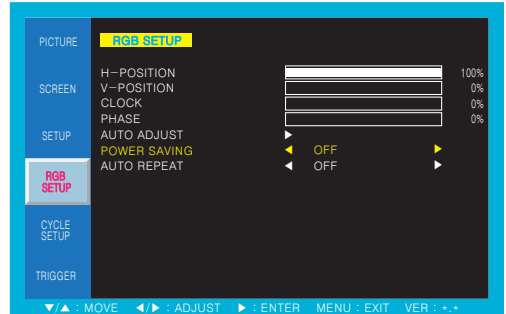 PICTURE
SCREEN
SETUP
RGB
SETUP
CYCLE
SETUP
TRIGGER
RGB SETUP
H-POSITION 100%
V-POSITION 0%
CLOCK 0%
PHASE 0%
AUTO ADJUST ▶
POWER SAVING ◀ OFF ▶
AUTO REPEAT ◀ OFF ▶
▼/▲ : MOVE ◀/▶ : ADJUST ▶ : ENTER MENU : EXIT VER : *.*